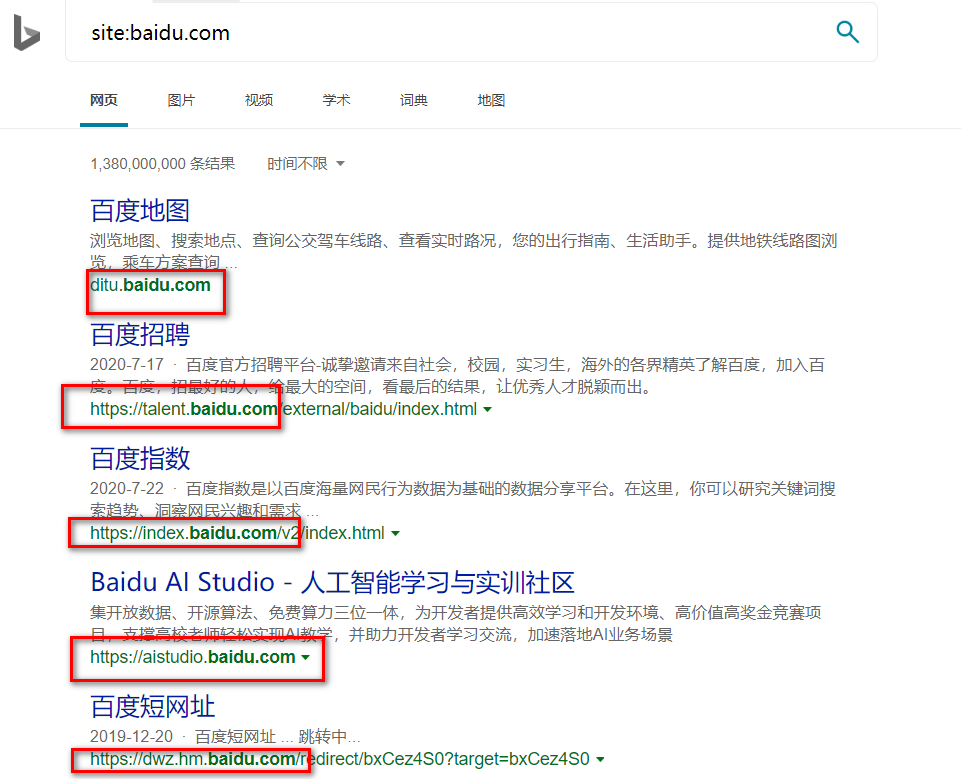 site:baidu.com
网页 图片 视频 学术 词典 地图
1,380,000,000 条结果 时间不限
百度地图
浏览地图、搜索地点、查询公交驾车线路、查看实时路况，您的出行指南、生活助手。提供地铁线路图浏
览，乘车方案查询 ...
ditu.baidu.com
百度招聘
2020-7-17 · 百度官方招聘平台-诚挚邀请来自社会，校园，实习生，海外的各界精英了解百度，加入百
度。百度，招最好的人，给最大的空间，看最后的结果，让优秀人才脱颖而出。
https://talent.baidu.com/external/baidu/index.html
百度指数
2020-7-22 · 百度指数是以百度海量网民行为数据为基础的数据分享平台。在这里，你可以研究关键词搜
索趋势、洞察网民兴趣和需求 ...
https://index.baidu.com/v2/index.html
Baidu AI Studio - 人工智能学习与实训社区
集开放数据、开源算法、免费算力三位一体，为开发者提供高效学习和开发环境、高价值高奖金竞赛项
目，支撑高校老师轻松实现AI教学，并助力开发者学习交流，加速落地AI业务场景
https://aistudio.baidu.com
百度短网址
2019-12-20 · 百度短网址 ... 跳转中...
https://dwz.hm.baidu.com/redirect/bxCez4S0?target=bxCez4S0